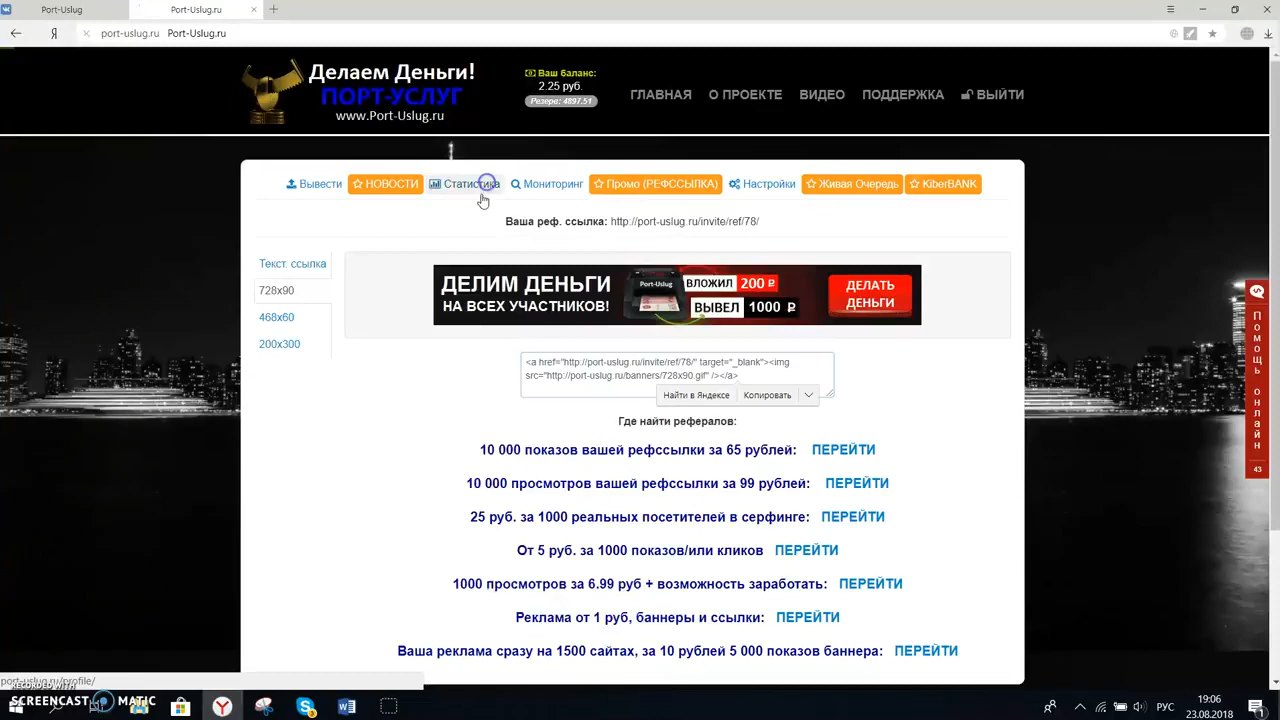 Port-Uslug
Port-Uslug.ru
port-uslug.ru Port-Uslug.ru
Делаем Деньги!
ПОРТ-УСЛУГ
www.Port-Uslug.ru
Ваш баланс:
2.25 руб.
Резерв: 4897.51
ГЛАВНАЯ О ПРОЕКТЕ ВИДЕО ПОДДЕРЖКА ВЫЙТИ
Вывести НОВОСТИ Статистика Мониторинг Промо (РЕФССЫЛКА) Настройки Живая Очередь KiberBANK
Ваша реф. ссылка: http://port-uslug.ru/invite/ref/78/
Текст. ссылка
728x90
468x60
200x300
ДЕЛИМ ДЕНЬГИ
НА ВСЕХ УЧАСТНИКОВ!
Port-Uslug
ВЛОЖИЛ 200 ₽
ВЫВЕЛ 1000 ₽
ДЕЛАТЬ
ДЕНЬГИ
<a href="http://port-uslug.ru/invite/ref/78/" target="_blank"><img
src="http://port-uslug.ru/banners/728x90.gif" /></a>
Найти в Яндексе Копировать
Где найти рефералов:
10 000 показов вашей рефссылки за 65 рублей: ПЕРЕЙТИ
10 000 просмотров вашей рефссылки за 99 рублей: ПЕРЕЙТИ
25 руб. за 1000 реальных посетителей в серфинге: ПЕРЕЙТИ
От 5 руб. за 1000 показов/или кликов ПЕРЕЙТИ
1000 просмотров за 6.99 руб + возможность заработать: ПЕРЕЙТИ
Реклама от 1 руб, баннеры и ссылки: ПЕРЕЙТИ
Ваша реклама сразу на 1500 сайтах, за 10 рублей 5 000 показов баннера: ПЕРЕЙТИ
Помощь онлайн
43
port-uslug.ru/profile/
RECORDED WITH
SCREENCAST MATIC
РУС
19:06
23.08.2018
1